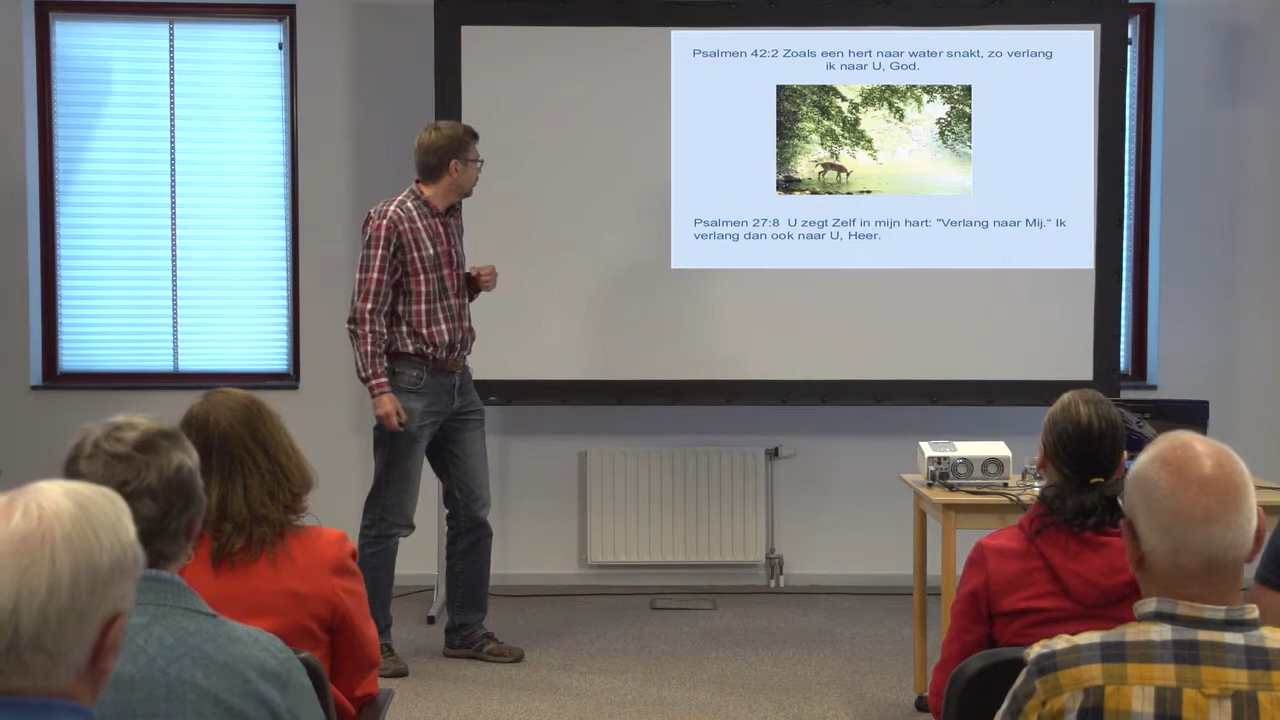 Psalmen 42:2 Zoals een hert naar water snakt, zo verlang
ik naar U, God.
Psalmen 27:8  U zegt Zelf in mijn hart: "Verlang naar Mij.“ Ik
verlang dan ook naar U, Heer.